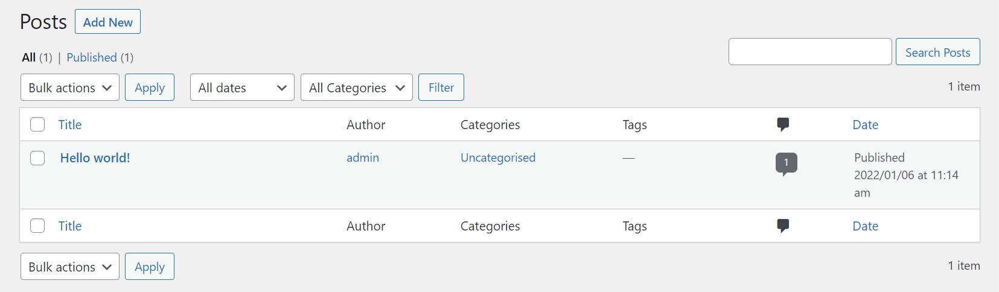 Posts Add New
All (1) | Published (1)
Search Posts
Bulk actions Apply All dates All Categories Filter 1 item
Title Author Categories Tags Date
Hello world! admin Uncategorised — 1 Published
2022/01/06 at 11:14
am
Title Author Categories Tags Date
Bulk actions Apply 1 item